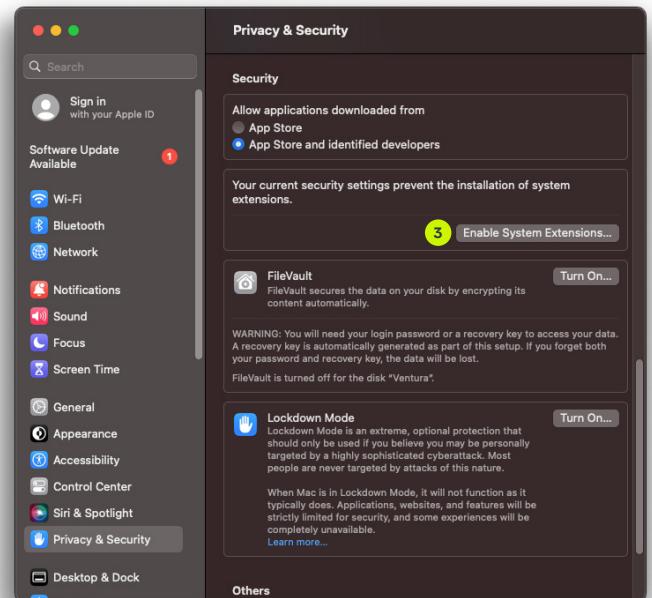 Privacy & Security
Search
Sign in
with your Apple ID
Software Update
Available
1
Wi-Fi
Bluetooth
Network
Notifications
Sound
Focus
Screen Time
General
Appearance
Accessibility
Control Center
Siri & Spotlight
Privacy & Security
Desktop & Dock
Security
Allow applications downloaded from
App Store
App Store and identified developers
Your current security settings prevent the installation of system
extensions.
3
Enable System Extensions...
FileVault
Turn On...
FileVault secures the data on your disk by encrypting its
content automatically.
WARNING: You will need your login password or a recovery key to access your data.
A recovery key is automatically generated as part of this setup. If you forget both
your password and recovery key, the data will be lost.
FileVault is turned off for the disk “Ventura”.
Lockdown Mode
Turn On...
Lockdown Mode is an extreme, optional protection that
should only be used if you believe you may be personally
targeted by a highly sophisticated cyberattack. Most
people are never targeted by attacks of this nature.
When Mac is in Lockdown Mode, it will not function as it
typically does. Applications, websites, and features will be
strictly limited for security, and some experiences will be
completely unavailable.
Learn more...
Others